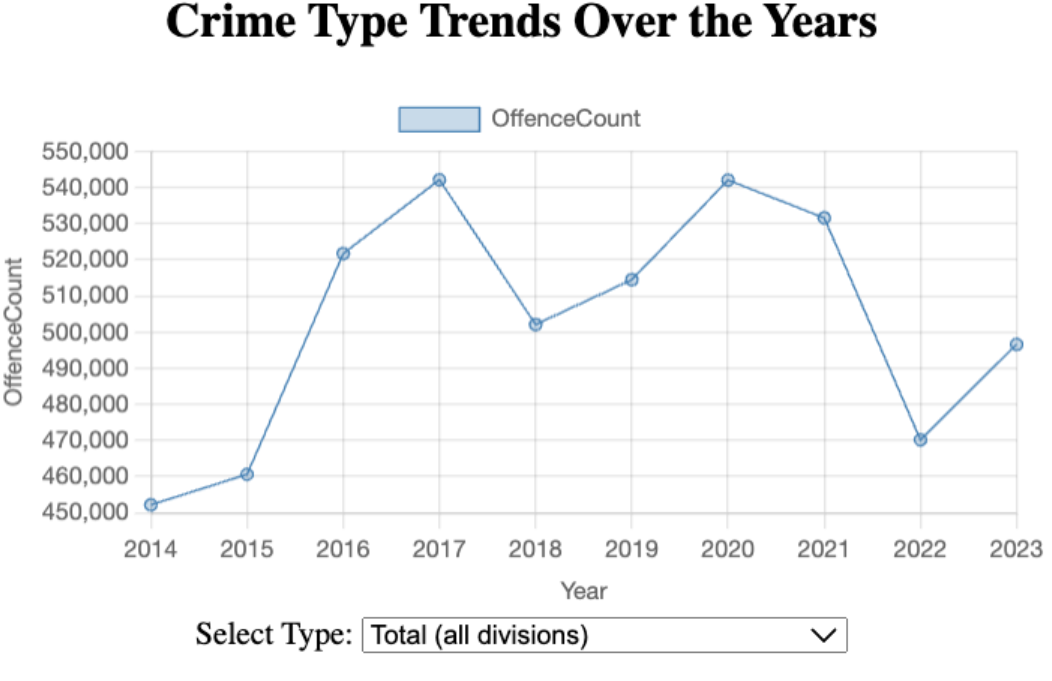 Crime Type Trends Over the Years
OffenceCount
550,000
540,000
530,000
520,000
510,000
500,000
490,000
480,000
470,000
460,000
450,000
OffenceCount
2014 2015 2016 2017 2018 2019 2020 2021 2022 2023
Year
Select Type: Total (all divisions)